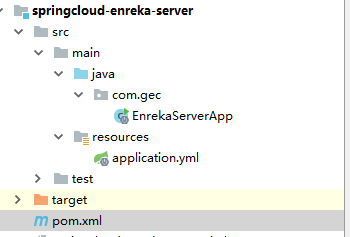 springcloud-enreka-server
src
main
java
com.gec
EnrekaServerApp
resources
application.yml
test
target
pom.xml